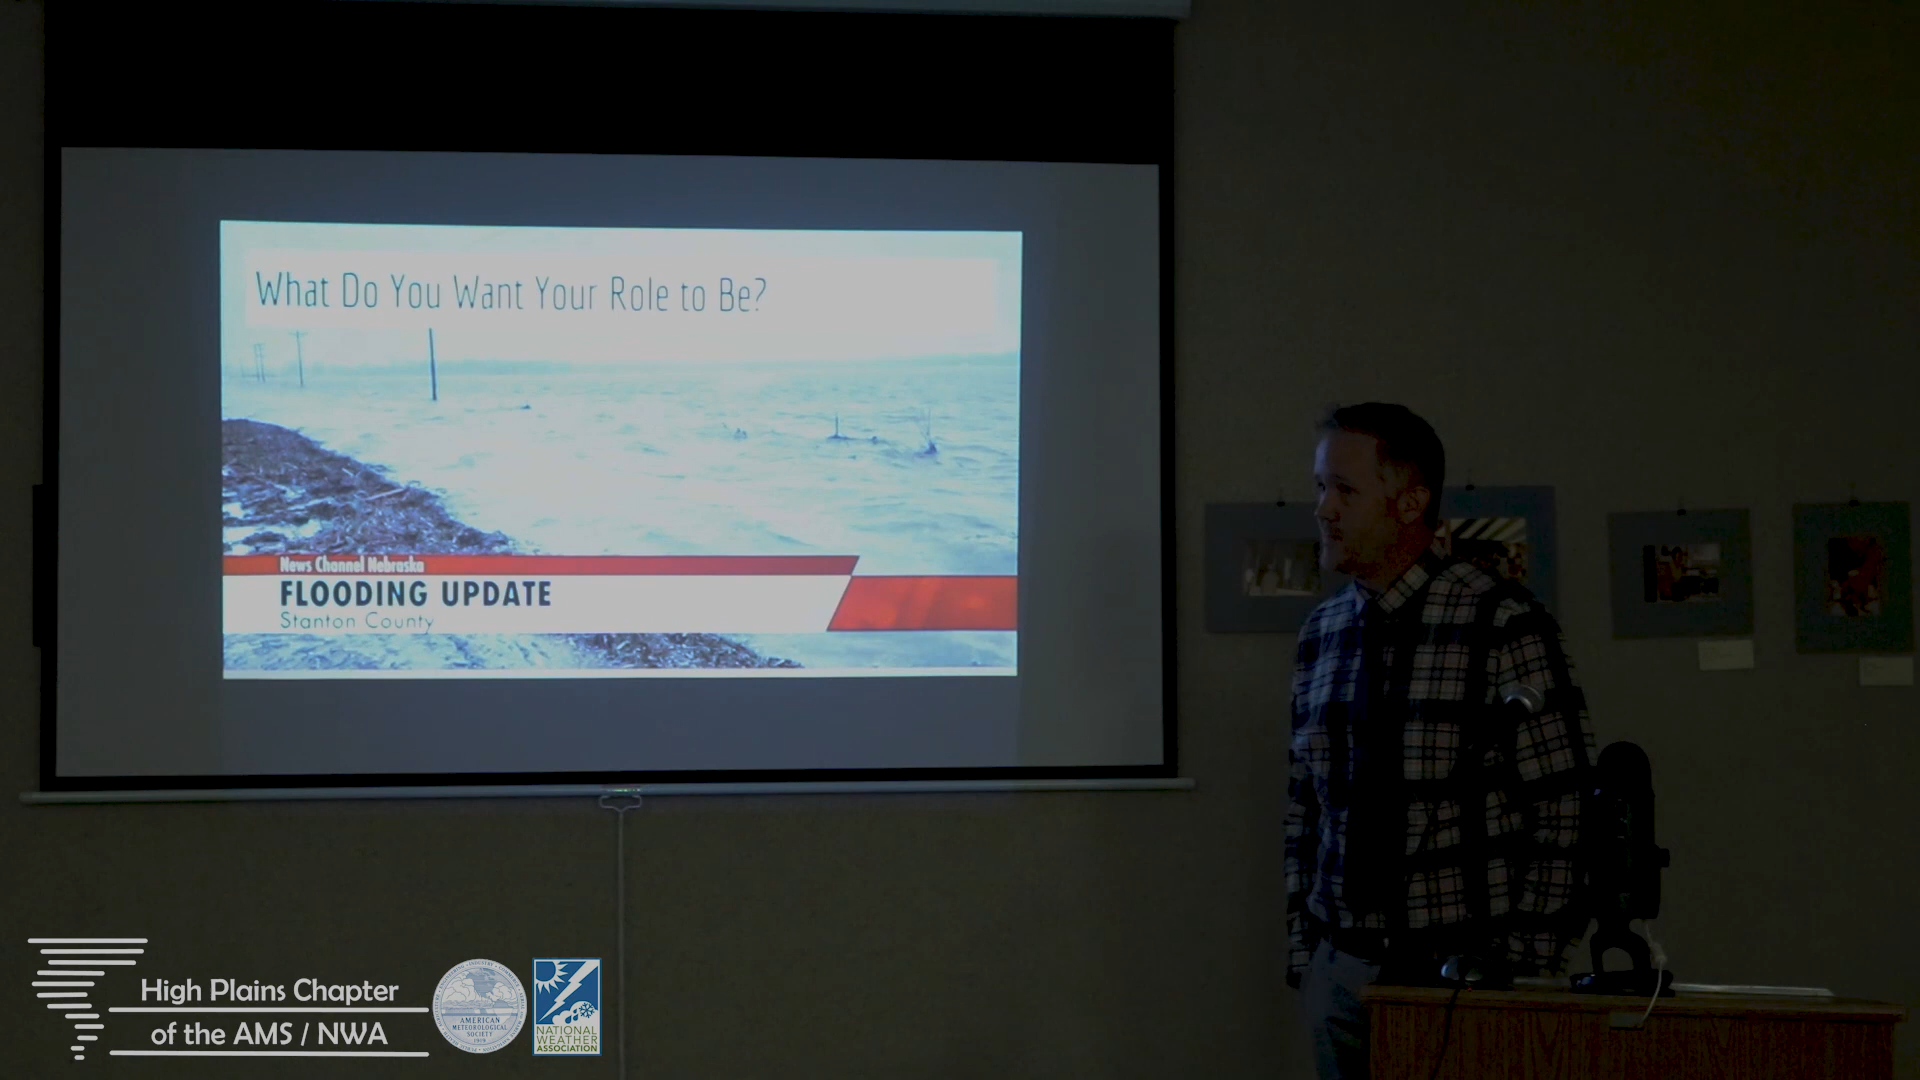 What Do You Want Your Role to Be?
News Channel Nebraska
FLOODING UPDATE
Stanton County
High Plains Chapter
of the AMS / NWA
AMERICAN
METEOROLOGICAL
SOCIETY
NATIONAL
WEATHER
ASSOCIATION